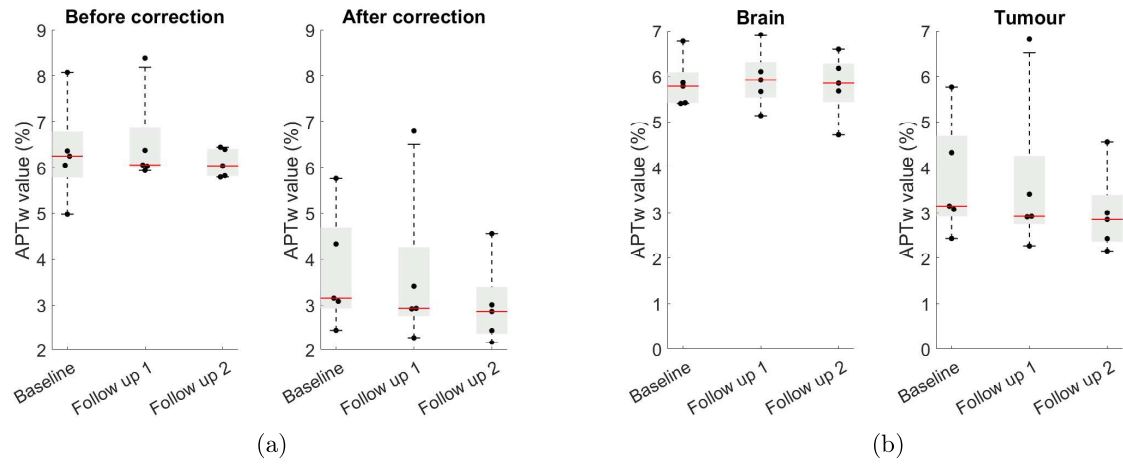 Before correction
APTw value (%)
9
8
7
6
5
4
3
2
Baseline
Follow up 1
Follow up 2
After correction
APTw value (%)
9
8
7
6
5
4
3
2
Baseline
Follow up 1
Follow up 2
(a)
Brain
APTw value (%)
7
6
5
4
3
2
1
0
Baseline
Follow up 1
Follow up 2
Tumour
APTw value (%)
7
6
5
4
3
2
1
0
Baseline
Follow up 1
Follow up 2
(b)